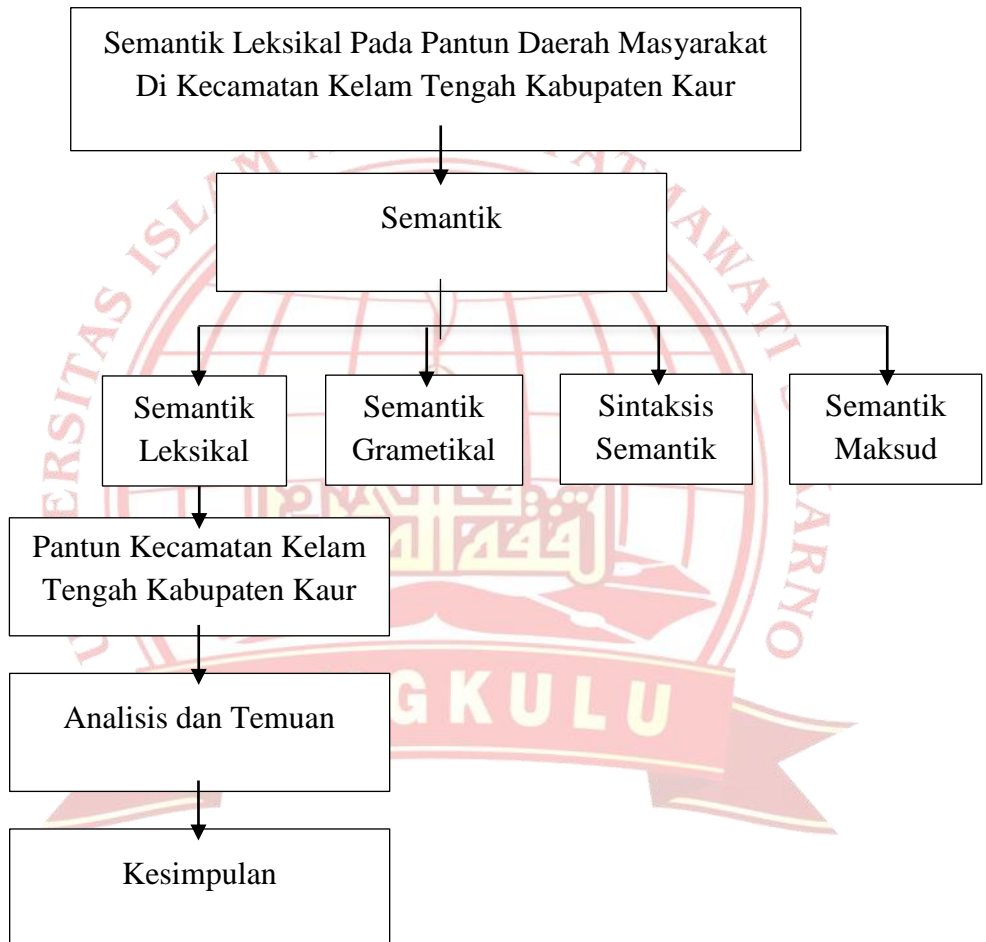 Semantik Leksikal Pada Pantun Daerah Masyarakat
Di Kecamatan Kelam Tengah Kabupaten Kaur
Semantik
Semantik
Leksikal
Semantik
Grametikal
Sintaksis
Semantik
Semantik
Maksud
Pantun Kecamatan Kelam
Tengah Kabupaten Kaur
Analisis dan Temuan
Kesimpulan